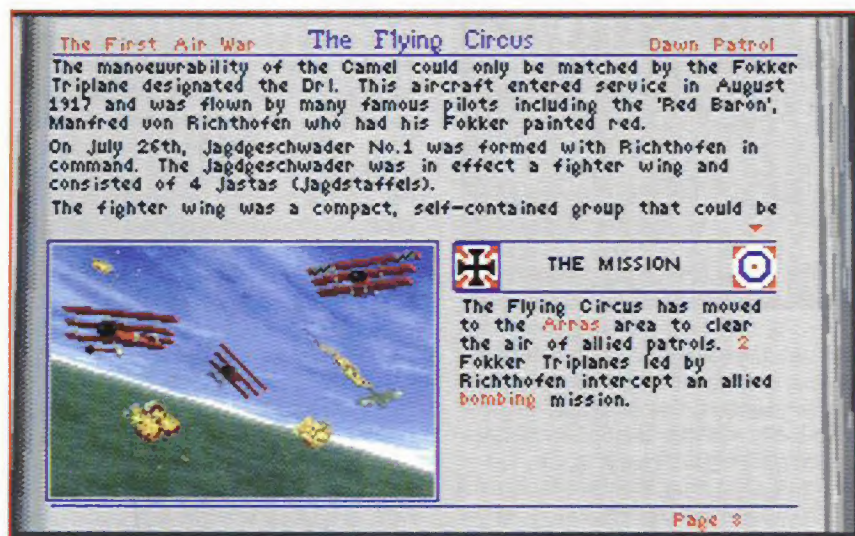 The First Air War The Flying Circus Dawn Patrol
The manoeuvrability of the Camel could only be matched by the Fokker
Triplane designated the Dr1. This aircraft entered service in August
1917 and was flown by many famous pilots including the 'Red Baron',
Manfred von Richthofen who had his Fokker painted red.
On July 26th, Jagdgeschwader No.1 was formed with Richthofen in
command. The Jagdgeschwader was in effect a fighter wing and
consisted of 4 Jastas (Jagdstaffels).
The fighter wing was a compact, self-contained group that could be
THE MISSION
The Flying Circus has moved
to the Arras area to clear
the air of allied patrols. 2
Fokker Triplanes led by
Richthofen intercept an allied
bombing mission.
Page 8